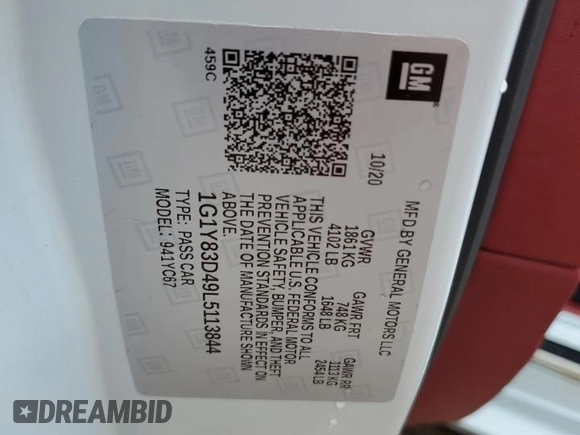 GM
MFD BY GENERAL MOTORS LLC
10/20 GVWR GAWR FRT GAWR RR
1861 KG 748 KG 1113 KG
4102 LB 1648 LB 2454 LB
THIS VEHICLE CONFORMS TO ALL
APPLICABLE U.S. FEDERAL MOTOR
VEHICLE SAFETY, BUMPER, AND THEFT
PREVENTION STANDARDS IN EFFECT ON
THE DATE OF MANUFACTURE SHOWN
ABOVE.
1G1Y83D49L5113844
TYPE: PASS CAR
MODEL: 941YC67
459C
DREAMBID